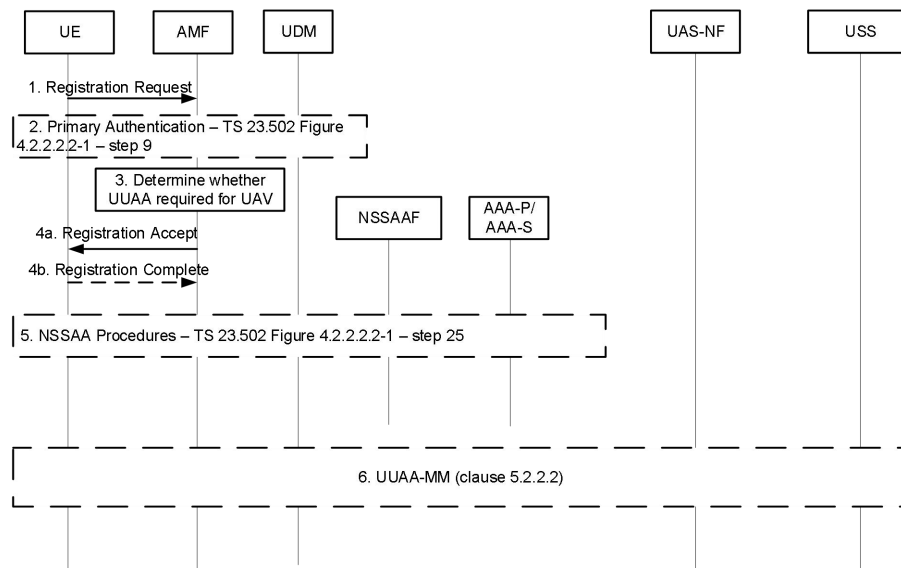 UE
AMF
UDM
UAS-NF
USS
1. Registration Request
2. Primary Authentication – TS 23.502 Figure
4.2.2.2.2-1 – step 9
3. Determine whether
UUAA required for UAV
NSSAAF
AAA-P/
AAA-S
4a. Registration Accept
4b. Registration Complete
5. NSSAA Procedures – TS 23.502 Figure 4.2.2.2.2-1 – step 25
6. UUAA-MM (clause 5.2.2.2)